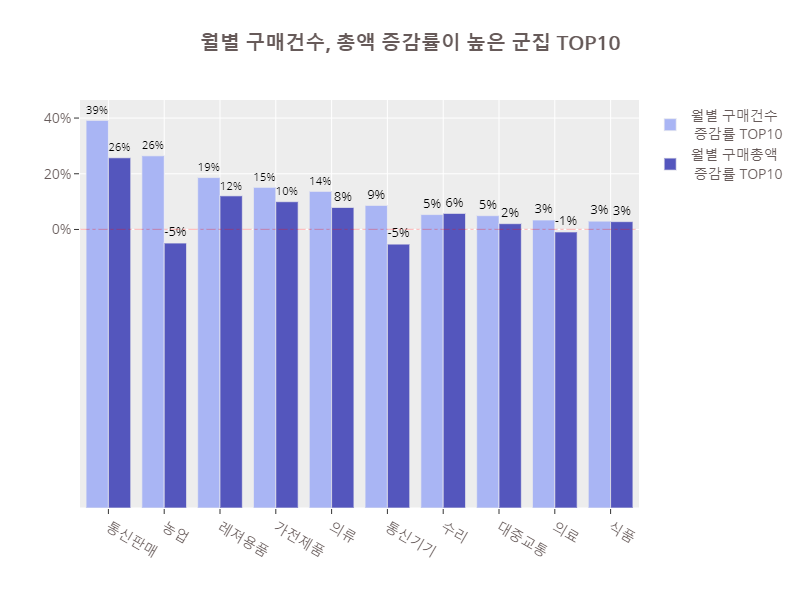 월별 구매건수, 총액 증감률이 높은 군집 TOP10
월별 구매건수
증감률 TOP10
월별 구매총액
증감률 TOP10
40%
20%
0%
39%
26%
26%
-5%
19%
12%
15%
10%
14%
8%
9%
-5%
5%
6%
5%
2%
3%
-1%
3%
3%
통신판매
농업
레져용품
가전제품
의류
통신기기
수리
대중교통
의료
식품